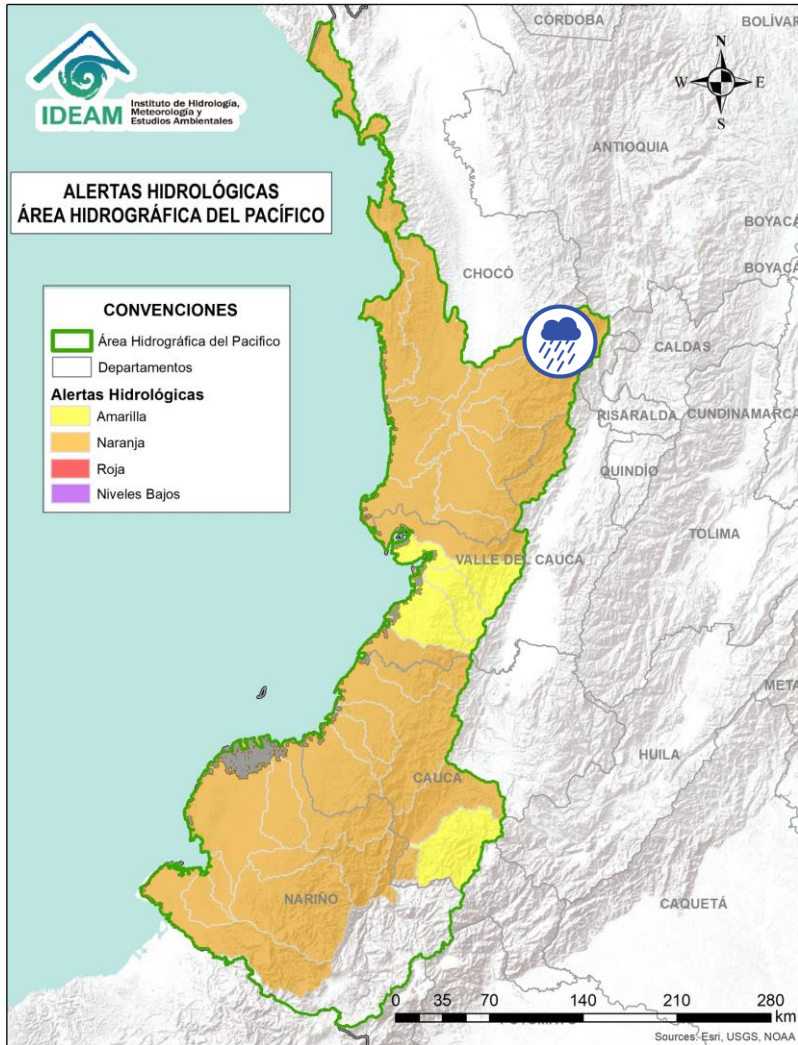 CÓRDOBA
BOLÍVAR
IDEAM
Instituto de Hidrología,
Meteorología y
Estudios Ambientales
N
W
E
S
ANTIOQUIA
ALERTAS HIDROLÓGICAS
ÁREA HIDROGRÁFICA DEL PACÍFICO
BOYACÁ
CHOCÓ
BOYACÁ
CONVENCIONES
Área Hidrográfica del Pacifico
Departamentos
Alertas Hidrológicas
Amarilla
Naranja
Roja
Niveles Bajos
CALDAS
RISARALDA
CUNDINAMARCA
QUINDÍO
TOLIMA
VALLE DEL CAUCA
META
HUILA
CAUCA
NARIÑO
CAQUETÁ
0 35 70 140 210 280
km
Sources: Esri, USGS, NOAA